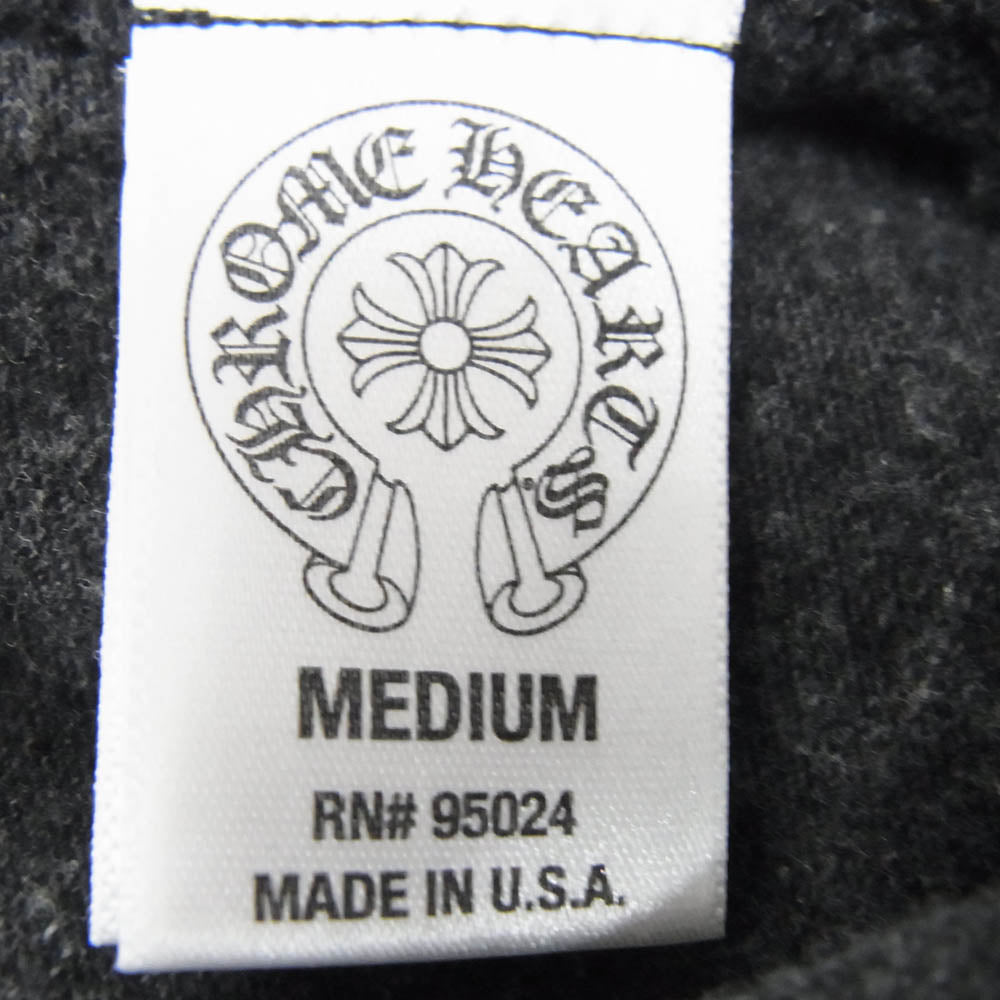 CHROME HEARTS
MEDIUM
RN# 95024
MADE IN U.S.A.